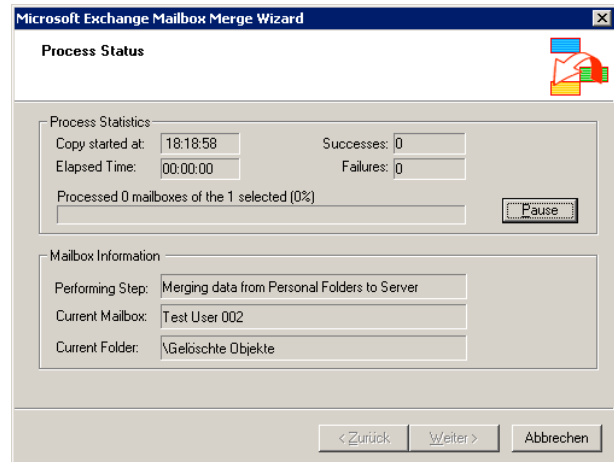 Microsoft Exchange Mailbox Merge Wizard
Process Status
Process Statistics
Copy started at: 18:18:58 Successes: 0
Elapsed Time: 00:00:00 Failures: 0
Processed 0 mailboxes of the 1 selected (0%)
Pause
Mailbox Information
Performing Step: Merging data from Personal Folders to Server
Current Mailbox: Test User 002
Current Folder: \Gelöschte Objekte
< Zurück Weiter > Abbrechen